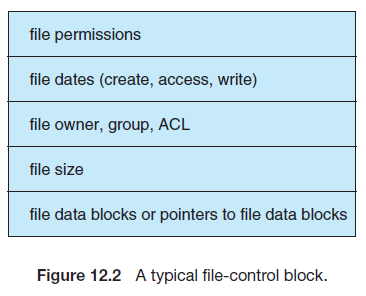 file permissions
file dates (create, access, write)
file owner, group, ACL
file size
file data blocks or pointers to file data blocks
Figure 12.2 A typical file-control block.